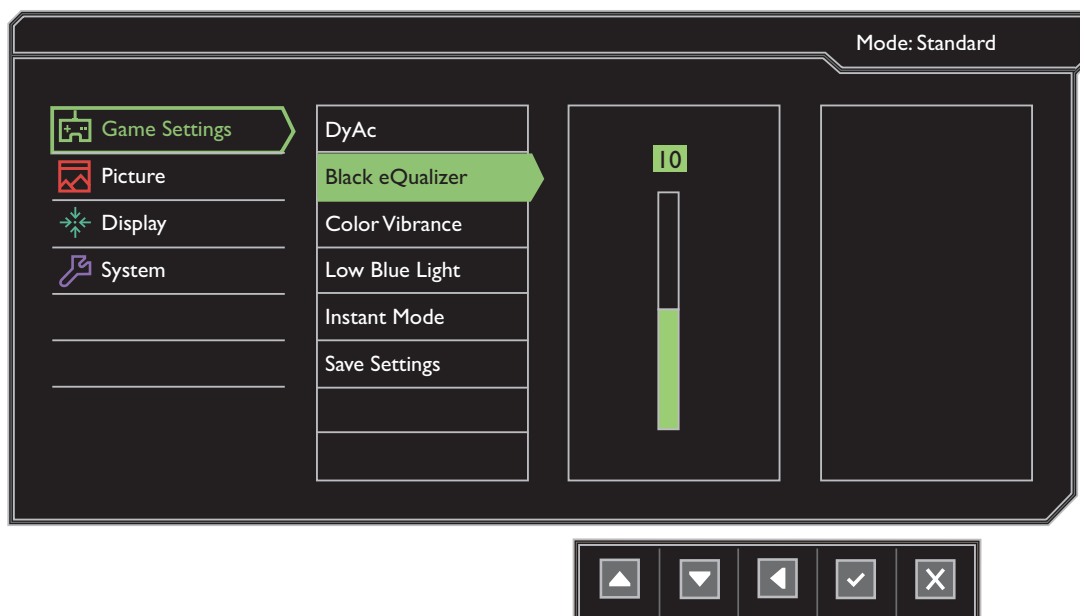 Mode: Standard
Game Settings
Picture
Display
System
DyAc
Black eQualizer
Color Vibrance
Low Blue Light
Instant Mode
Save Settings
10